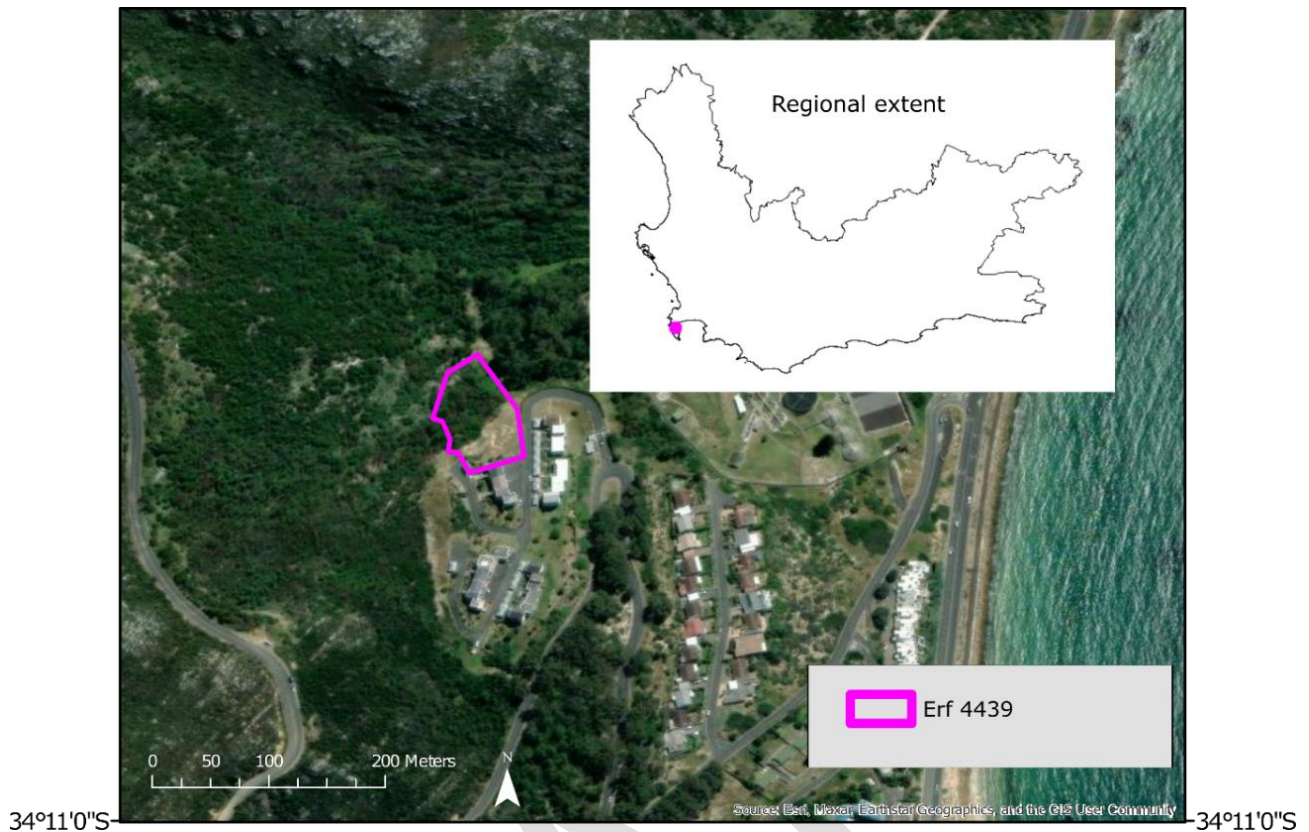 Regional extent
Erf 4439
0 50 100 200 Meters
N
Source: Esri, Maxar, Earthstar Geographics, and the GIS User Community
34°11'0"S
34°11'0"S